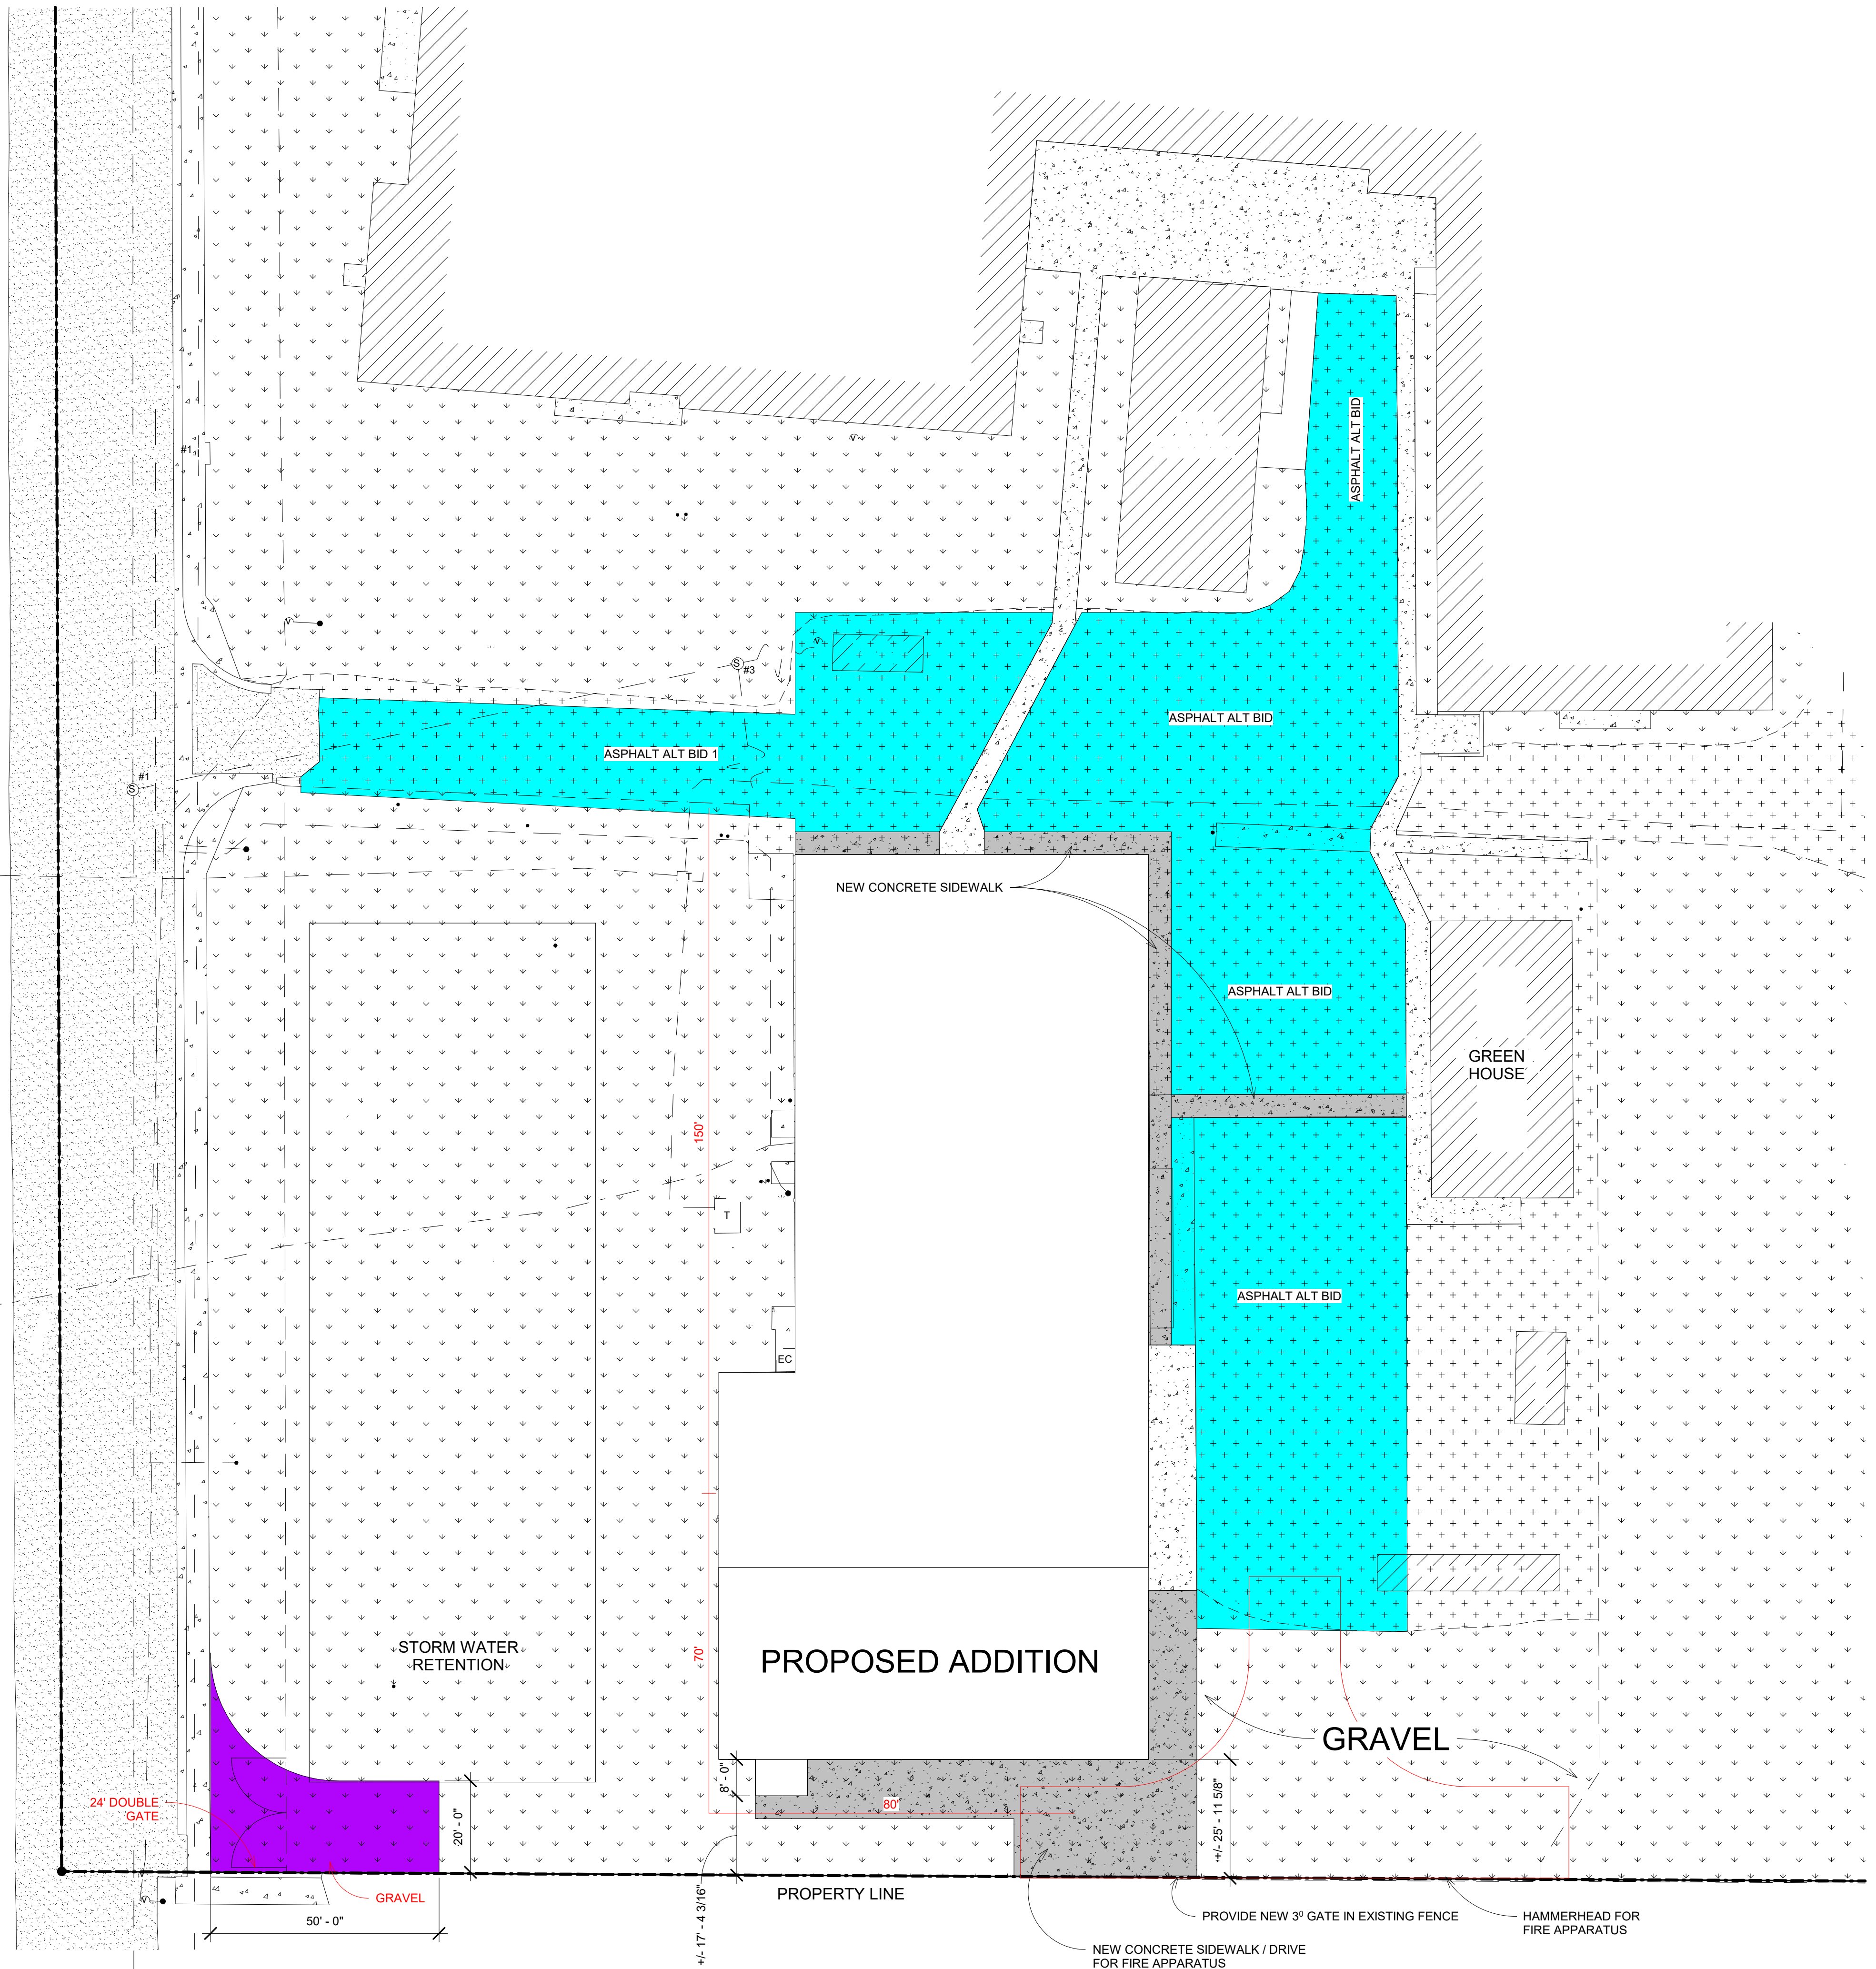 ASPHALT ALT BID
#1
#3
ASPHALT ALT BID
ASPHALT ALT BID 1
S
S
#1
V
V
V
T
NEW CONCRETE SIDEWALK
ASPHALT ALT BID
GREEN
HOUSE
150'
T
ASPHALT ALT BID
EC
STORM WATER
RETENTION
70'
PROPOSED ADDITION
GRAVEL
8' - 0"
24' DOUBLE
GATE
80'
20' - 0"
+/- 25' - 11 5/8"
GRAVEL
PROPERTY LINE
V
50' - 0"
+/- 17' - 4 3/16"
PROVIDE NEW 3⁰ GATE IN EXISTING FENCE
HAMMERHEAD FOR
FIRE APPARATUS
NEW CONCRETE SIDEWALK / DRIVE
FOR FIRE APPARATUS